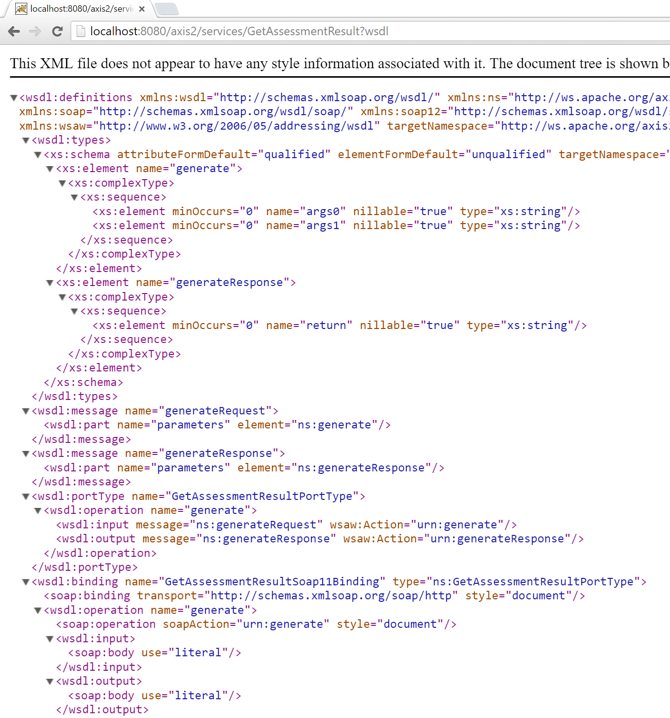 localhost:8080/axis2/servic
localhost:8080/axis2/services/GetAssessmentResult?wsdl
This XML file does not appear to have any style information associated with it. The document tree is shown b
▼<wsdl:definitions xmlns:wsdl="http://schemas.xmlsoap.org/wsdl/" xmlns:ns="http://ws.apache.org/ax
xmlns:soap="http://schemas.xmlsoap.org/wsdl/soap/" xmlns:soap12="http://schemas.xmlsoap.org/wsdl/s
xmlns:wsaw="http://www.w3.org/2006/05/addressing/wsdl" targetNamespace="http://ws.apache.org/axis
▼<wsdl:types>
▼<xs:schema attributeFormDefault="qualified" elementFormDefault="unqualified" targetNamespace="
▼<xs:element name="generate">
▼<xs:complexType>
▼<xs:sequence>
<xs:element minOccurs="0" name="args0" nillable="true" type="xs:string"/>
<xs:element minOccurs="0" name="args1" nillable="true" type="xs:string"/>
</xs:sequence>
</xs:complexType>
</xs:element>
▼<xs:element name="generateResponse">
▼<xs:complexType>
▼<xs:sequence>
<xs:element minOccurs="0" name="return" nillable="true" type="xs:string"/>
</xs:sequence>
</xs:complexType>
</xs:element>
</xs:schema>
</wsdl:types>
▼<wsdl:message name="generateRequest">
<wsdl:part name="parameters" element="ns:generate"/>
</wsdl:message>
▼<wsdl:message name="generateResponse">
<wsdl:part name="parameters" element="ns:generateResponse"/>
</wsdl:message>
▼<wsdl:portType name="GetAssessmentResultPortType">
▼<wsdl:operation name="generate">
<wsdl:input message="ns:generateRequest" wsaw:Action="urn:generate"/>
<wsdl:output message="ns:generateResponse" wsaw:Action="urn:generateResponse"/>
</wsdl:operation>
</wsdl:portType>
▼<wsdl:binding name="GetAssessmentResultSoap11Binding" type="ns:GetAssessmentResultPortType">
<soap:binding transport="http://schemas.xmlsoap.org/soap/http" style="document"/>
▼<wsdl:operation name="generate">
<soap:operation soapAction="urn:generate" style="document"/>
▼<wsdl:input>
<soap:body use="literal"/>
</wsdl:input>
▼<wsdl:output>
<soap:body use="literal"/>
</wsdl:output>